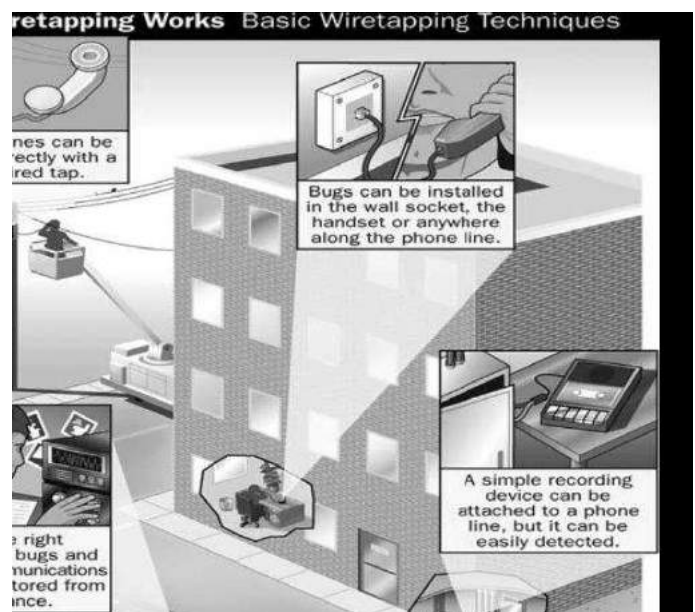 retapping Works Basic Wiretapping Techniques
nes can be
rectly with a
ired tap.
Bugs can be installed
in the wall socket, the
handset or anywhere
along the phone line.
A simple recording
device can be
attached to a phone
line, but it can be
easily detected.
e right
bugs and
munications
tored from
ance.